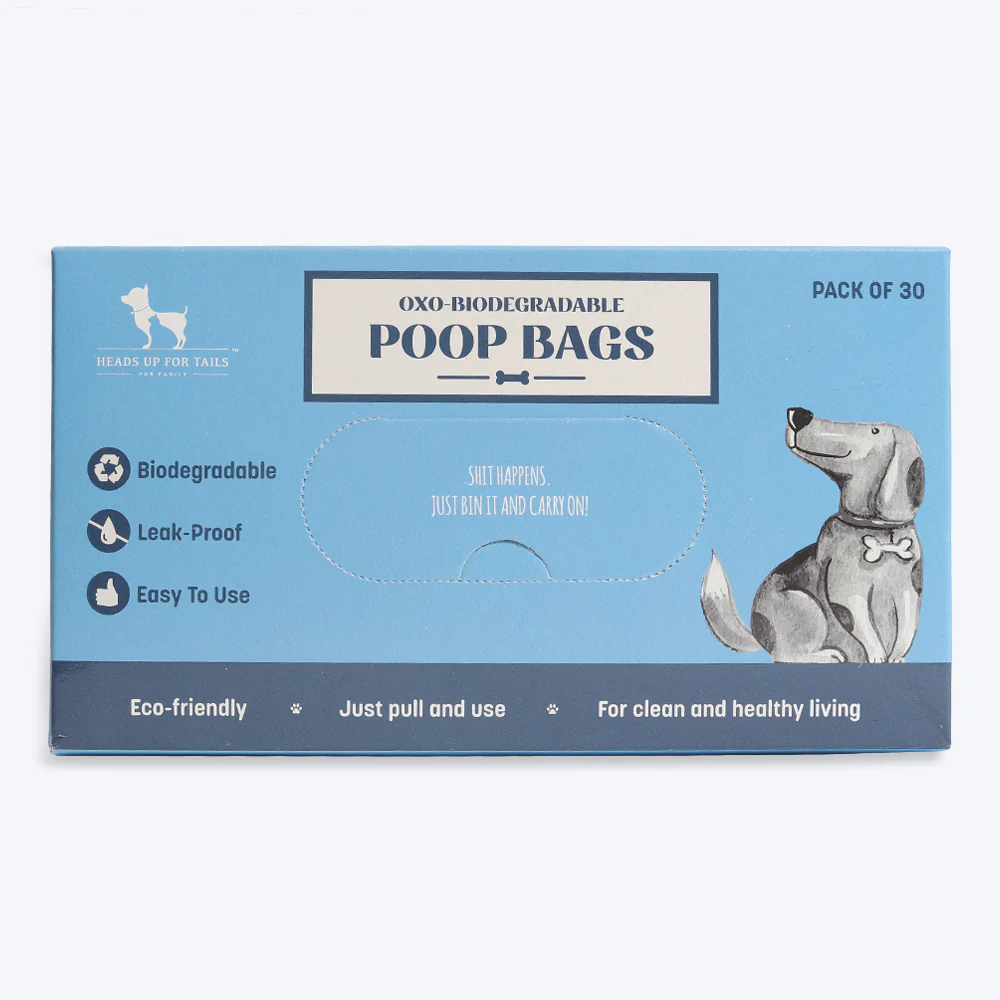 HEADS UP FOR TAILS™
FOR FAMILY
OXO-BIODEGRADABLE
POOP BAGS
PACK OF 30
Biodegradable
Leak-Proof
Easy To Use
SHIT HAPPENS.
JUST BIN IT AND CARRY ON!
Eco-friendly
Just pull and use
For clean and healthy living